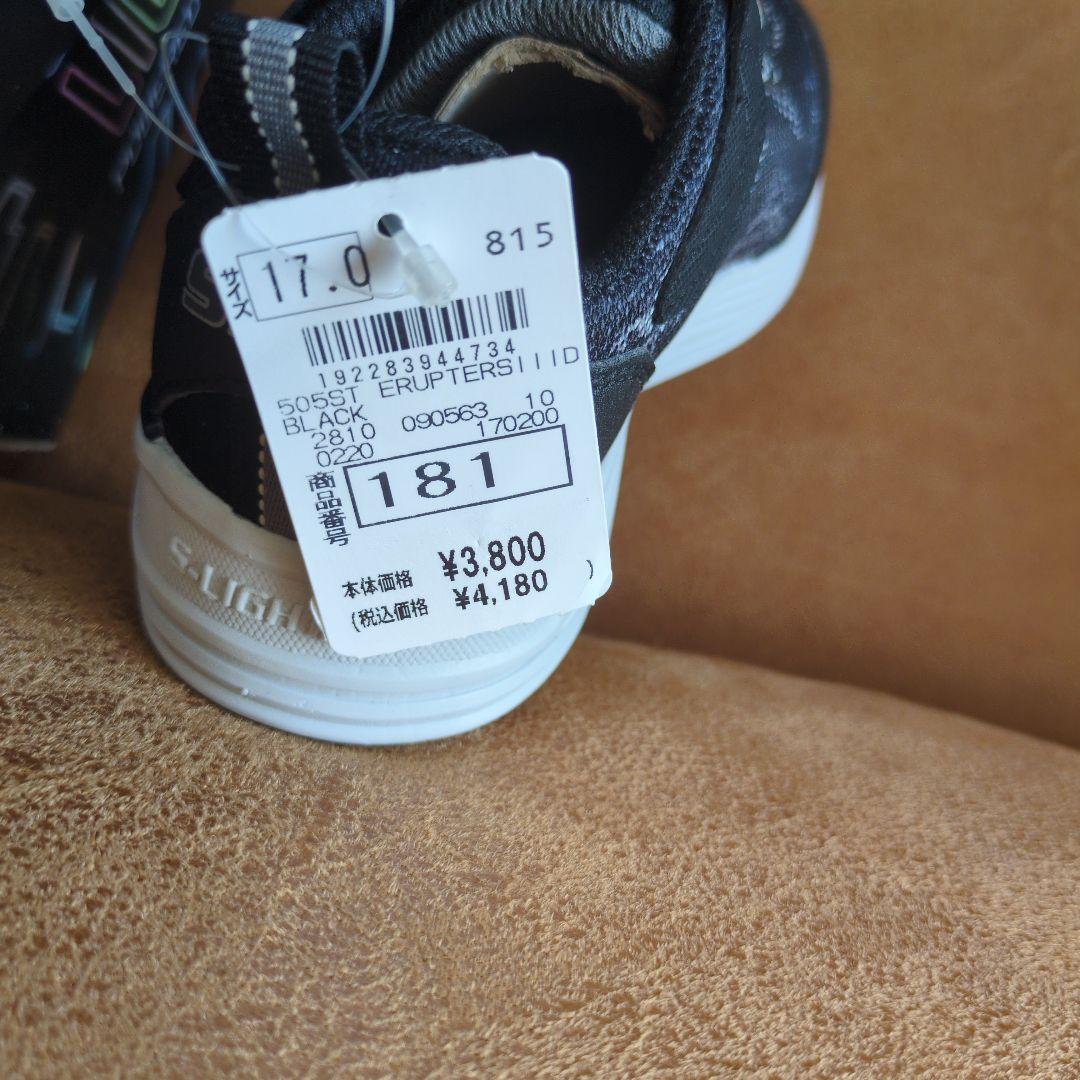 815
サイズ 17.0
192283944734
505ST ERUPTERSIIID
BLACK
2810 090563 10
0220 170200
商品番号 181
本体価格 ¥3,800
(税込価格 ¥4,180 )
S.LIGH
S